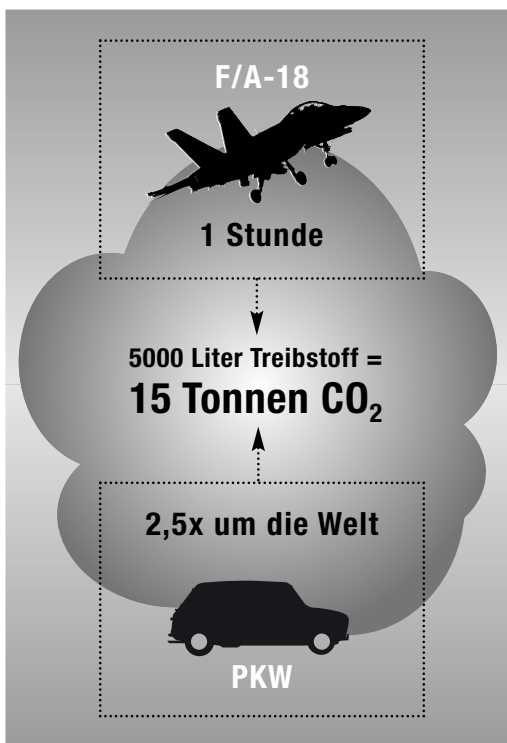 F/A-18
1 Stunde
5000 Liter Treibstoff =
15 Tonnen CO₂
2,5x um die Welt
PKW